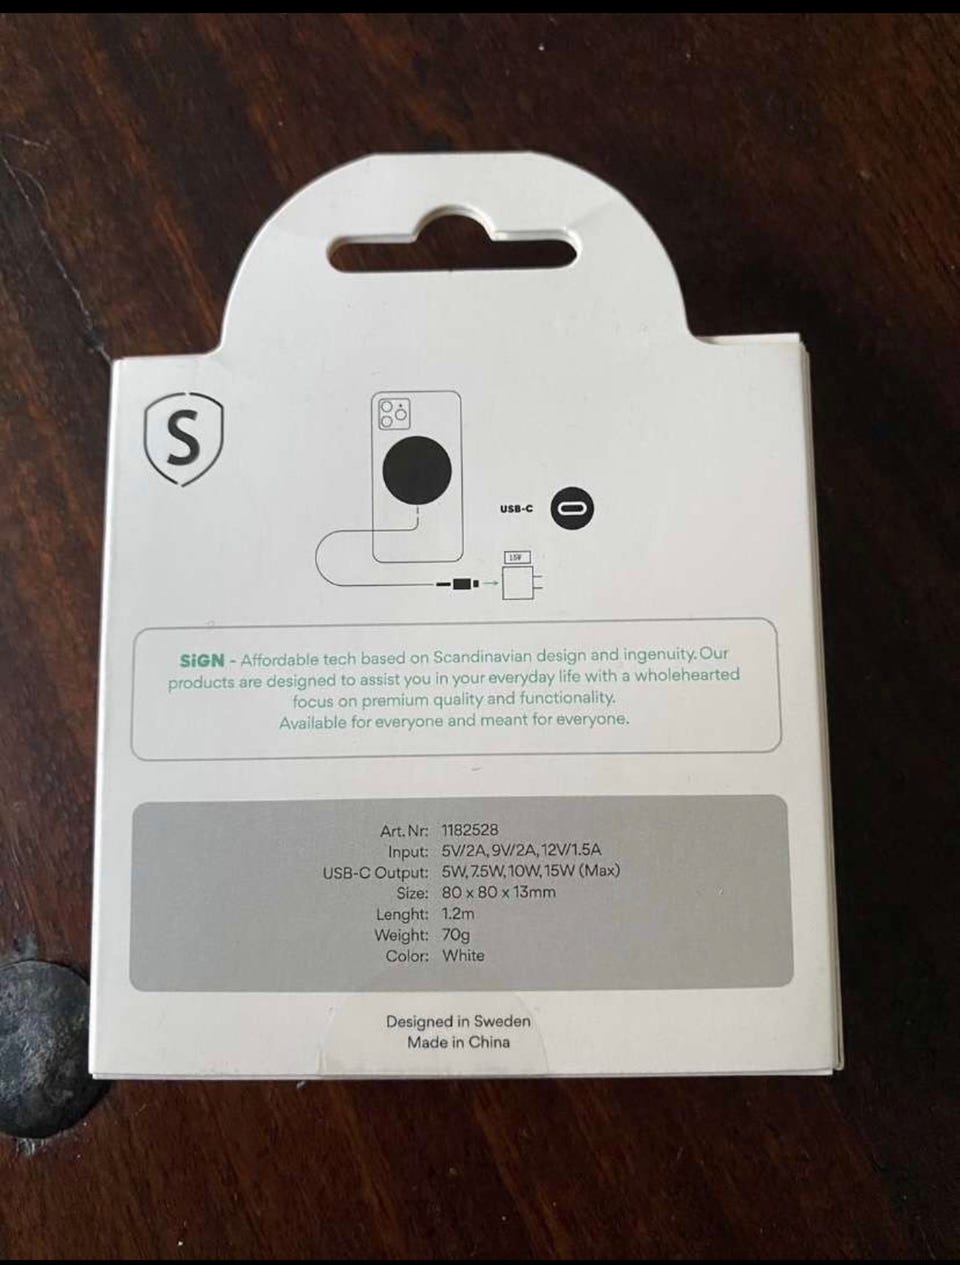 S
USB-C
15W
SiGN - Affordable tech based on Scandinavian design and ingenuity. Our
products are designed to assist you in your everyday life with a wholehearted
focus on premium quality and functionality.
Available for everyone and meant for everyone.
Art. Nr: 1182528
Input: 5V/2A, 9V/2A, 12V/1.5A
USB-C Output: 5W, 7.5W, 10W, 15W (Max)
Size: 80 x 80 x 13mm
Lenght: 1.2m
Weight: 70g
Color: White
Designed in Sweden
Made in China